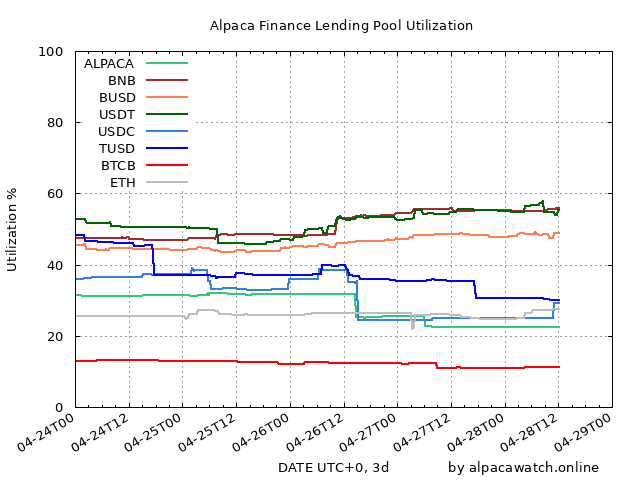 Alpaca Finance Lending Pool Utilization
100
80
60
40
20
0
Utilization %
ALPACA
BNB
BUSD
USDT
USDC
TUSD
BTCB
ETH
04-24T00
04-24T12
04-25T00
04-25T12
04-26T00
04-26T12
04-27T00
04-27T12
04-28T00
04-28T12
04-29T00
DATE UTC+0, 3d
by alpacawatch.online